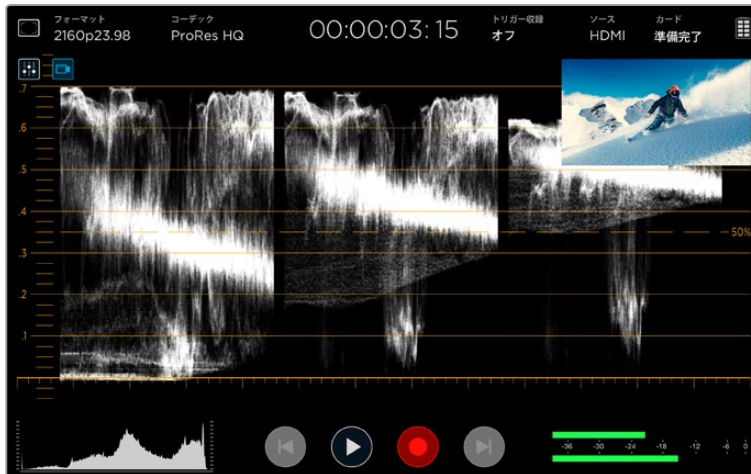 フォーマット
2160p23.98
コーデック
ProRes HQ
00:00:03:15
トリガー収録
オフ
ソース
HDMI
カード
準備完了
.7
.6
.5
.4
50%
.3
.2
.1
-36 -30 -24 -18 -12 -6 0